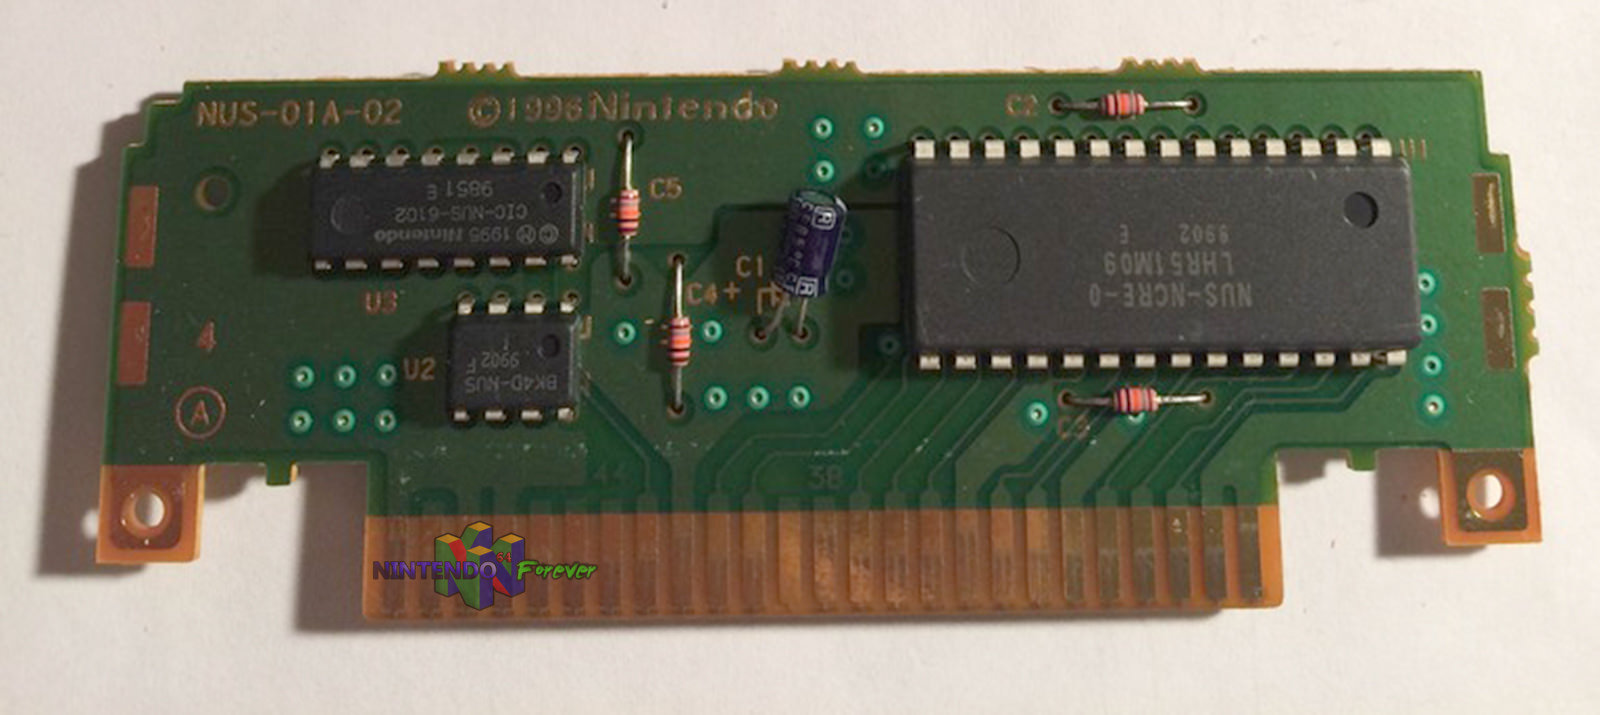 NUS-01A-02
©1996 Nintendo
C2
U1
9851 E
CIC-NUS-6102
Ⓜ 1995 Nintendo ©
C5
C1
C4+
U3
9902
E
LHR51M09
NUS-NCRE-0
4
U2
9902 F
BK4D-NUS
A
C3
44
38
NINTENDO 64 Forever